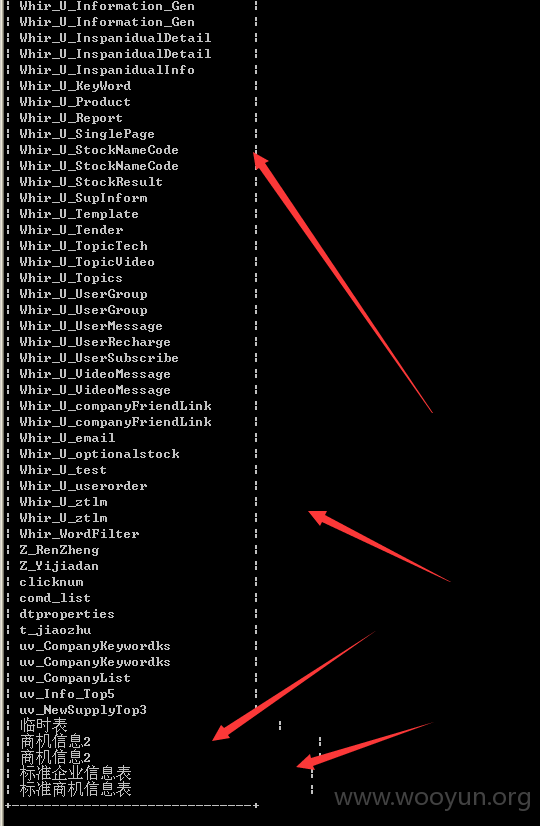 ¦ Whir_U_Information_Gen ¦
¦ Whir_U_Information_Gen ¦
¦ Whir_U_InspanidualDetail ¦
¦ Whir_U_InspanidualDetail ¦
¦ Whir_U_InspanidualInfo ¦
¦ Whir_U_KeyWord ¦
¦ Whir_U_Product ¦
¦ Whir_U_Report ¦
¦ Whir_U_SinglePage ¦
¦ Whir_U_StockNameCode ¦
¦ Whir_U_StockNameCode ¦
¦ Whir_U_StockResult ¦
¦ Whir_U_SupInform ¦
¦ Whir_U_Template ¦
¦ Whir_U_Tender ¦
¦ Whir_U_TopicTech ¦
¦ Whir_U_TopicVideo ¦
¦ Whir_U_Topics ¦
¦ Whir_U_UserGroup ¦
¦ Whir_U_UserGroup ¦
¦ Whir_U_UserMessage ¦
¦ Whir_U_UserRecharge ¦
¦ Whir_U_UserSubscribe ¦
¦ Whir_U_VideoMessage ¦
¦ Whir_U_VideoMessage ¦
¦ Whir_U_companyFriendLink ¦
¦ Whir_U_companyFriendLink ¦
¦ Whir_U_email ¦
¦ Whir_U_optionalstock ¦
¦ Whir_U_test ¦
¦ Whir_U_userorder ¦
¦ Whir_U_ztlm ¦
¦ Whir_U_ztlm ¦
¦ Whir_WordFilter ¦
¦ Z_RenZheng ¦
¦ Z_Yijiadan ¦
¦ clicknum ¦
¦ comd_list ¦
¦ dtproperties ¦
¦ t_jiaozhu ¦
¦ uv_CompanyKeywordks ¦
¦ uv_CompanyKeywordks ¦
¦ uv_CompanyList ¦
¦ uv_Info_Top5 ¦
¦ uv_NewSupplyTop3 ¦
¦ 临时表 ¦
¦ 商机信息2 ¦
¦ 商机信息2 ¦
¦ 标准企业信息表 ¦
¦ 标准商机信息表 ¦
+------------------------------+
www.wooyun.org